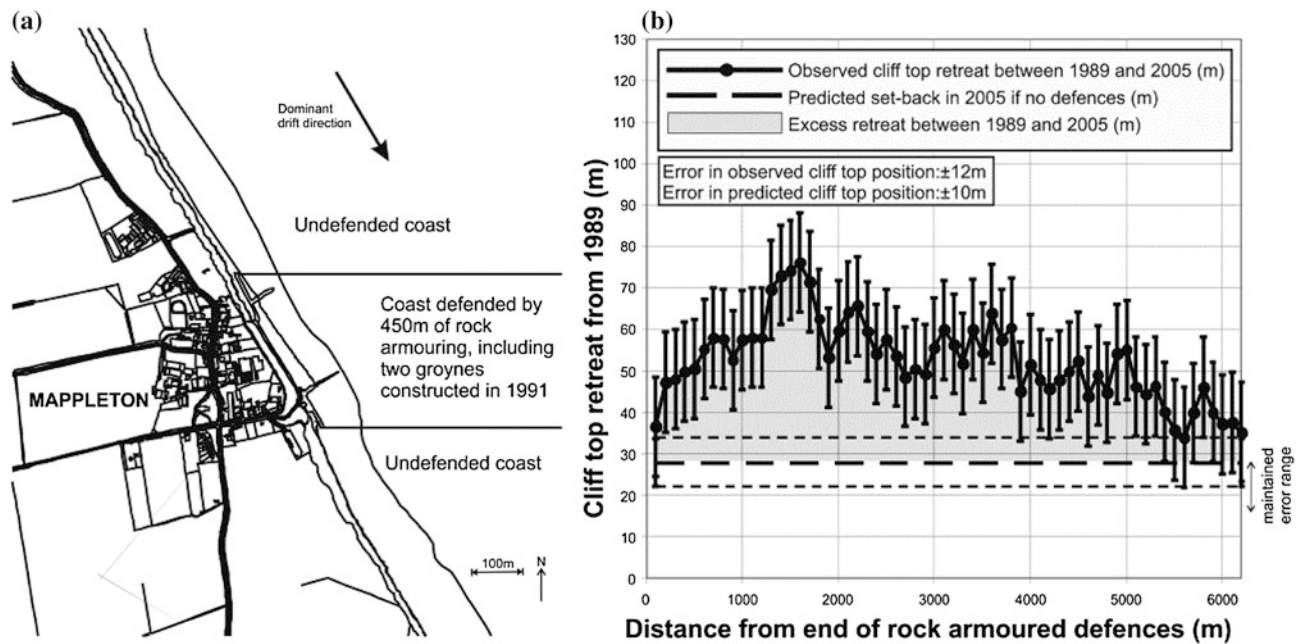 (a)
Dominant
drift direction
Undefended coast
Coast defended by
450m of rock
armouring, including
two groynes
constructed in 1991
MAPPLETON
Undefended coast
100m
N
(b)
130
120
110
100
90
80
70
60
50
40
30
20
10
0
Cliff top retreat from 1989 (m)
Observed cliff top retreat between 1989 and 2005 (m)
Predicted set-back in 2005 if no defences (m)
Excess retreat between 1989 and 2005 (m)
Error in observed cliff top position:±12m
Error in predicted cliff top position:±10m
maintained
error range
0 1000 2000 3000 4000 5000 6000
Distance from end of rock armoured defences (m)